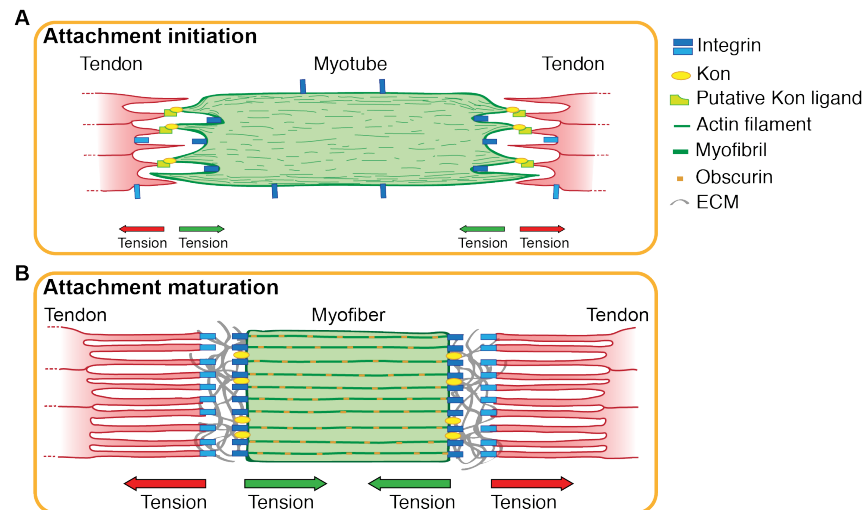 A
Attachment initiation
Tendon Myotube Tendon
Tension Tension Tension Tension
Integrin
Kon
Putative Kon ligand
Actin filament
Myofibril
Obscurin
ECM
B
Attachment maturation
Tendon Myofiber Tendon
Tension Tension Tension Tension